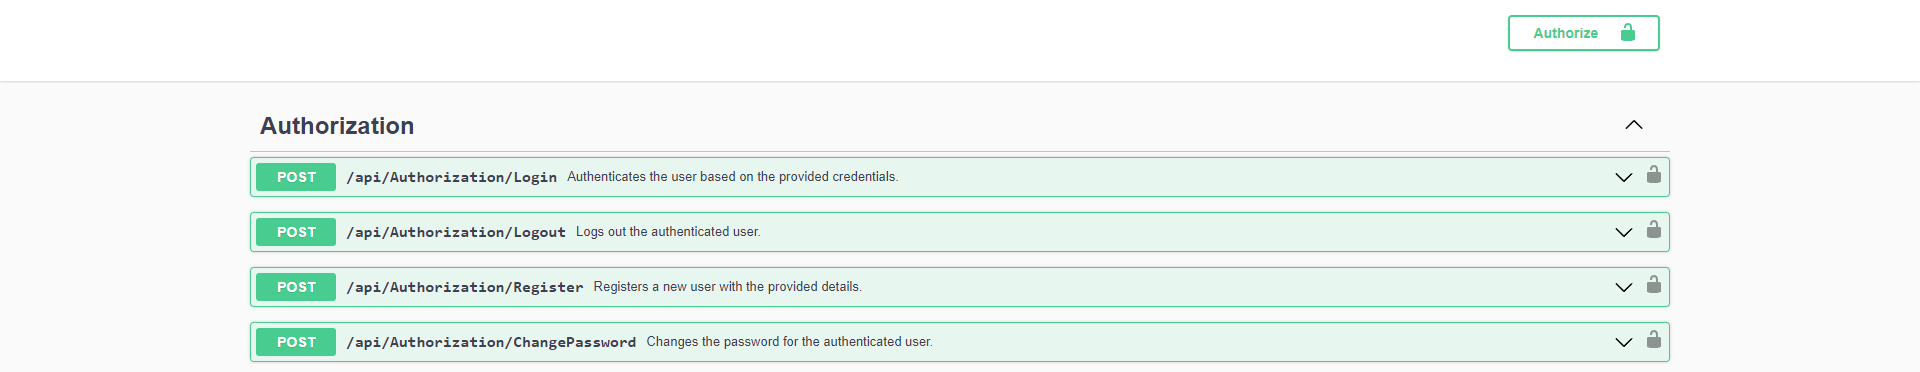 Authorize
Authorization
POST /api/Authorization/Login Authenticates the user based on the provided credentials.
POST /api/Authorization/Logout Logs out the authenticated user.
POST /api/Authorization/Register Registers a new user with the provided details.
POST /api/Authorization/ChangePassword Changes the password for the authenticated user.